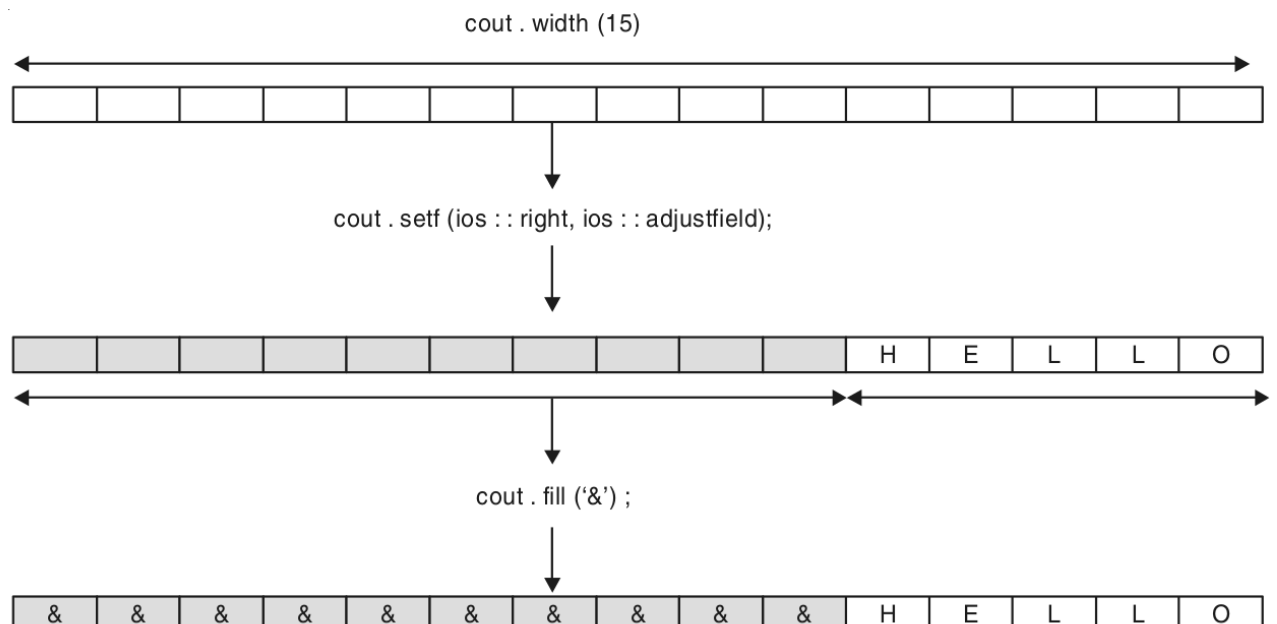 cout . width (15)
cout . setf (ios : : right, ios : : adjustfield);
H E L L O
cout . fill (‘&’) ;
& & & & & & & & & & H E L L O